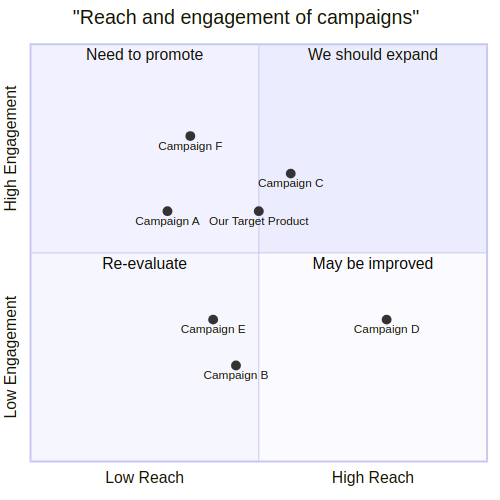 "Reach and engagement of campaigns"
Need to promote
We should expand
High Engagement
Campaign F
Campaign C
Campaign A
Our Target Product
Re-evaluate
May be improved
Low Engagement
Campaign E
Campaign D
Campaign B
Low Reach
High Reach